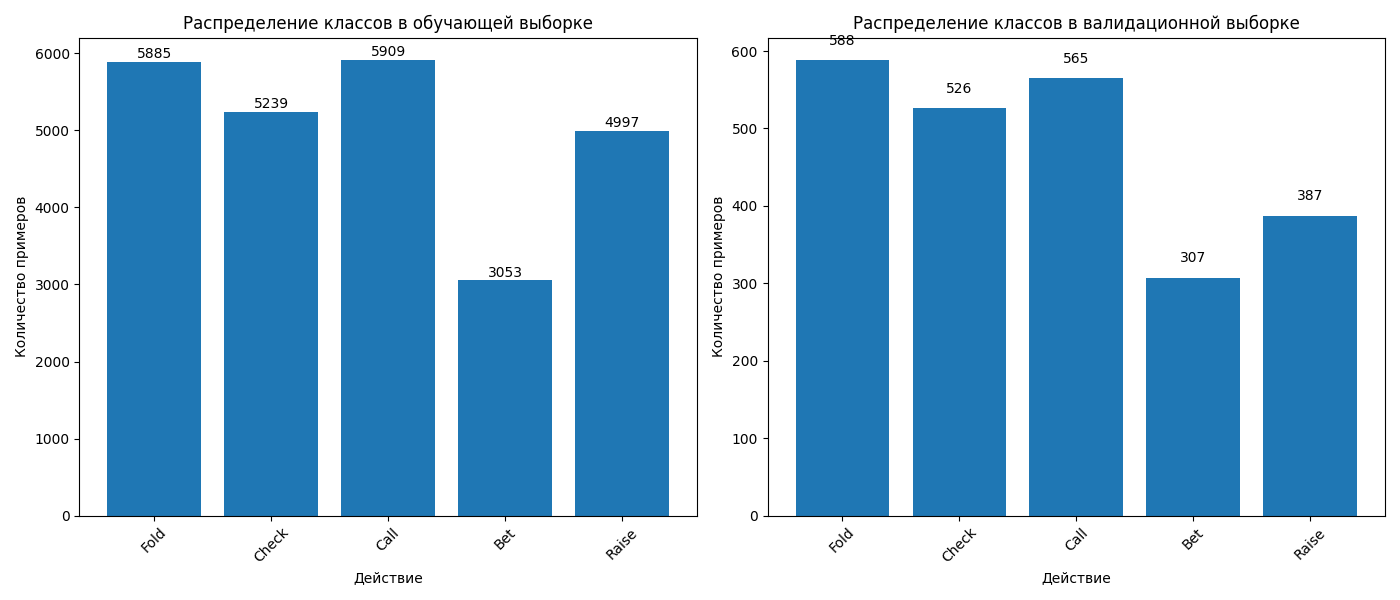 Распределение классов в обучающей выборке
Количество примеров
6000
5000
4000
3000
2000
1000
0
5885
5239
5909
3053
4997
Fold
Check
Call
Bet
Raise
Действие
Распределение классов в валидационной выборке
Количество примеров
600
500
400
300
200
100
0
588
526
565
307
387
Fold
Check
Call
Bet
Raise
Действие